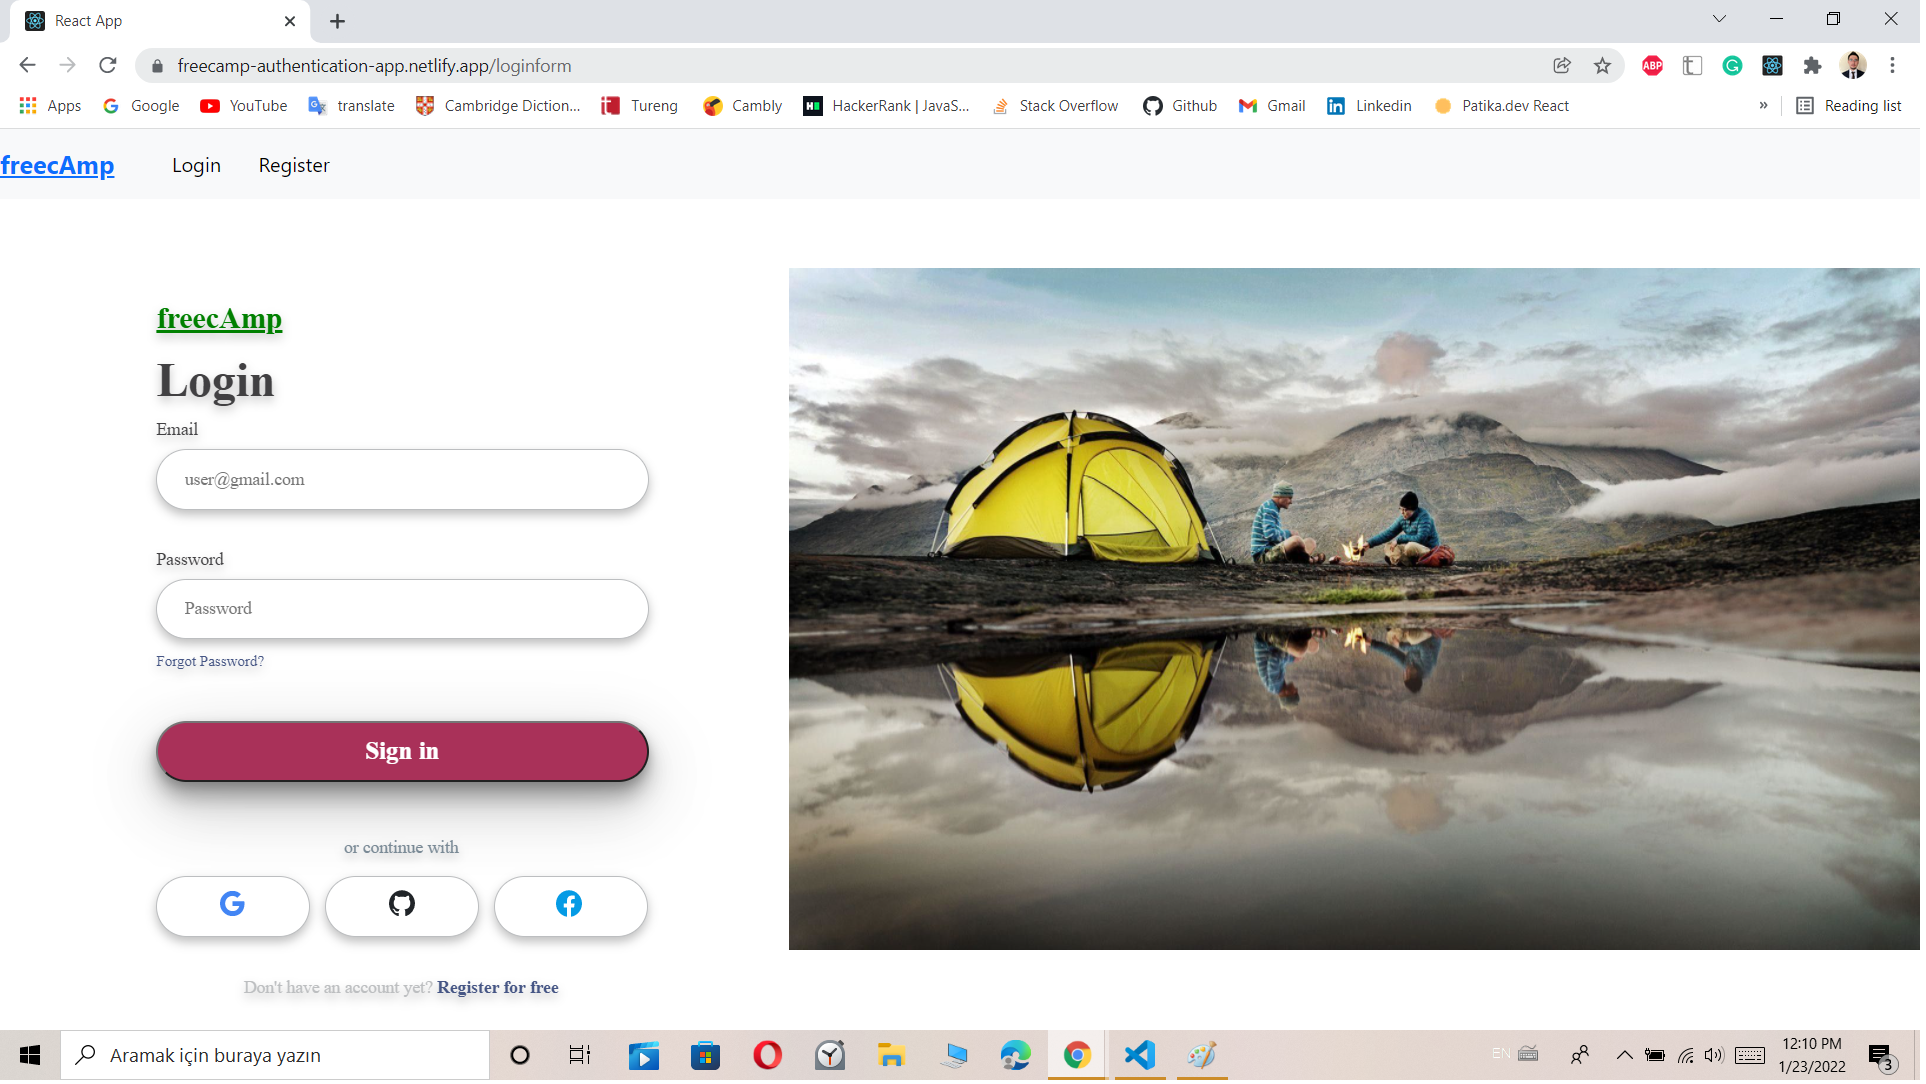 React App
freecamp-authentication-app.netlify.app/loginform
ABP
Apps Google YouTube translate Cambridge Diction... Tureng Cambly HackerRank | JavaS... Stack Overflow Github Gmail Linkedin Patika.dev React » Reading list
freecAmp Login Register
freecAmp
Login
Email
user@gmail.com
Password
Password
Forgot Password?
Sign in
or continue with
Don't have an account yet? Register for free
Aramak için buraya yazın
EN
12:10 PM
1/23/2022
3